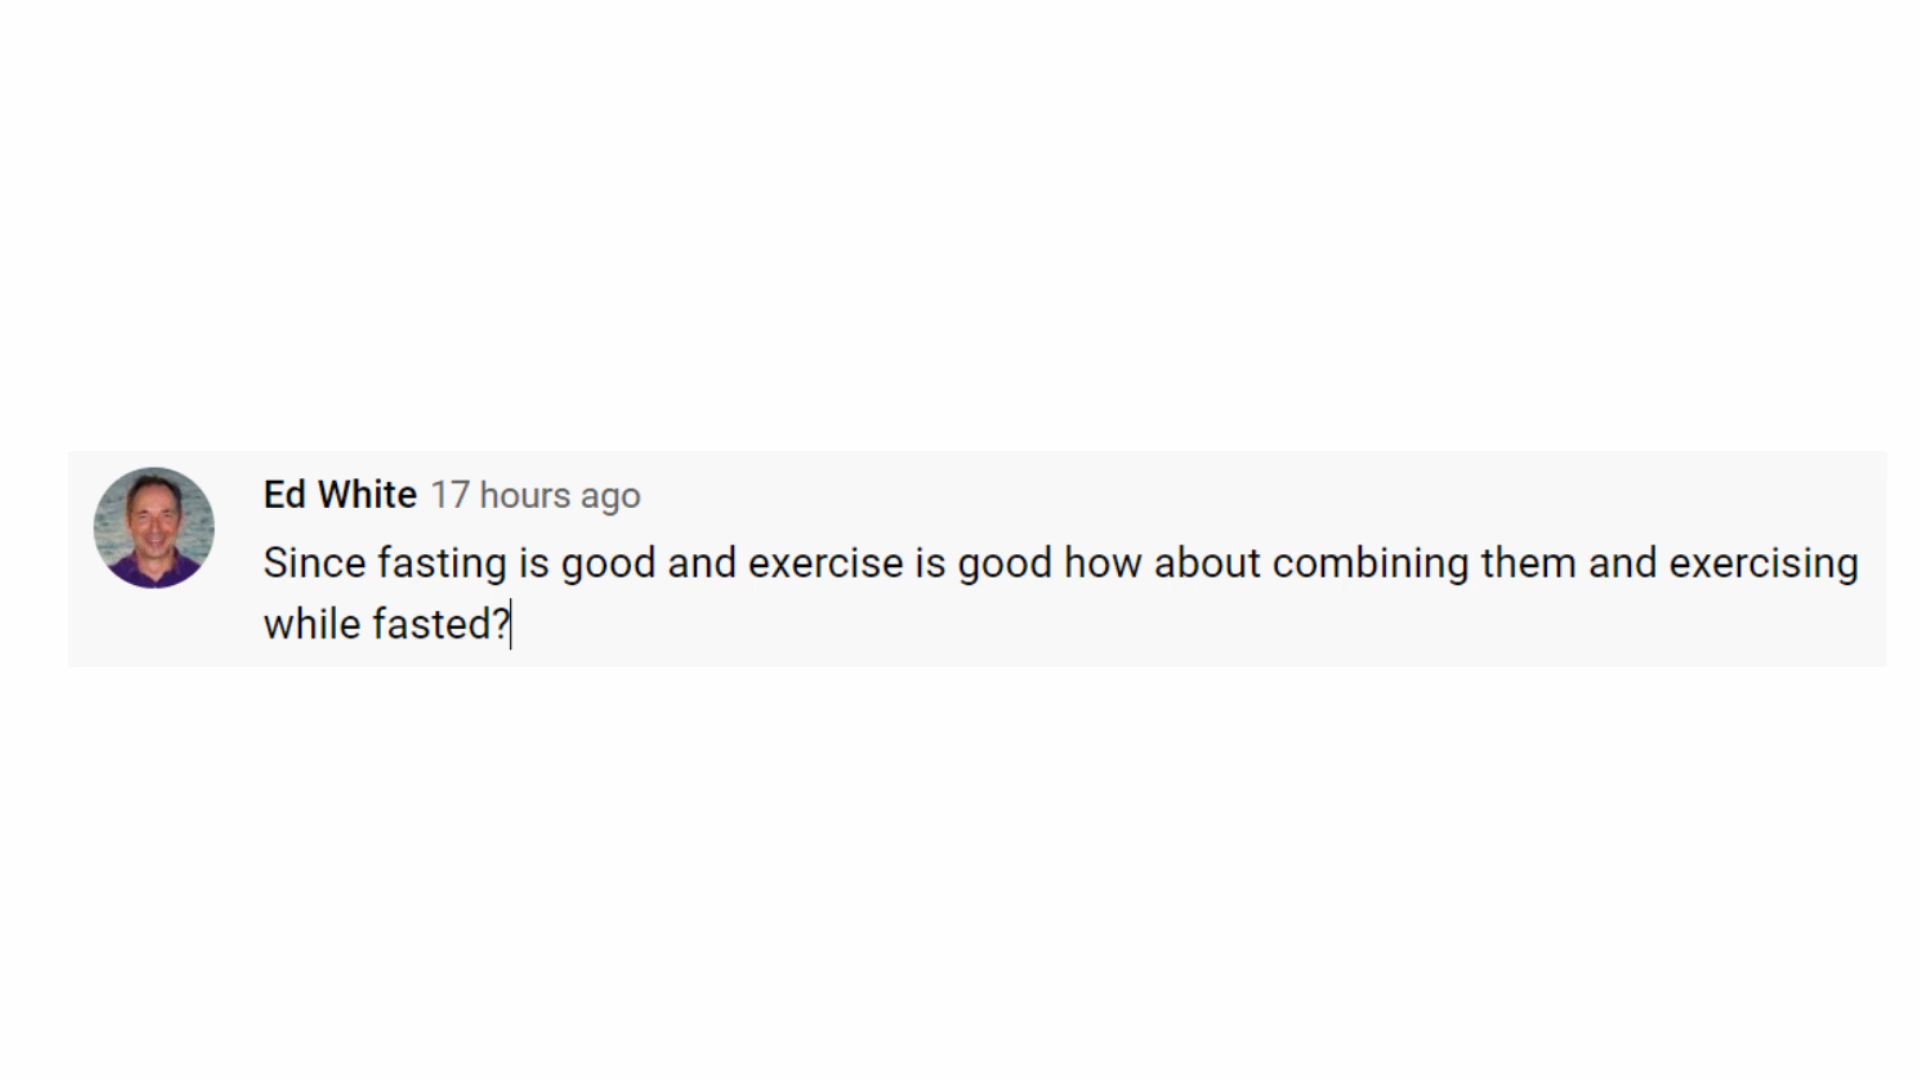 Ed White 17 hours ago
Since fasting is good and exercise is good how about combining them and exercising
while fasted?